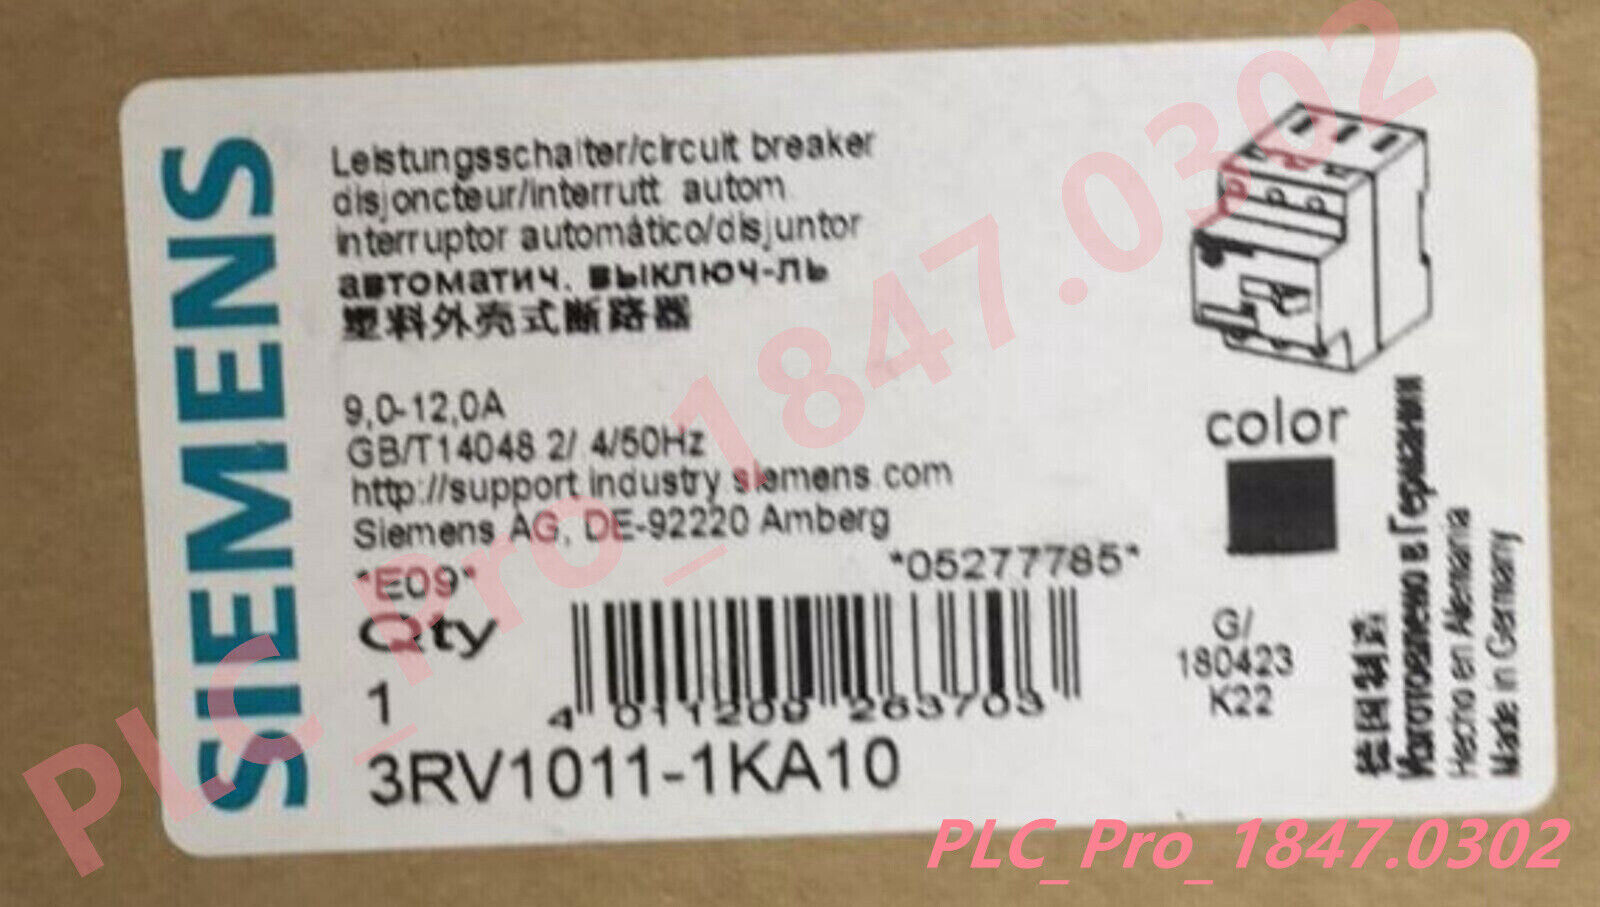 SIEMENS
Leistungsschalter/circuit breaker
disjoncteur/interrutt autom
interruptor automático/disjuntor
автоматич. выключ-ль
塑料外壳式断路器
9,0-12,0A
GB/T14048 2/ 4/50Hz
http://support industry siemens com
Siemens AG, DE-92220 Amberg
*E09*
*05277785*
Qty
1
4 011209 263703
3RV1011-1KA10
color
G/
180423
K22
德国制造
Изготовлено в Германии
Hecho en Alemania
Made in Germany
PLC_Pro_1847.0302
PLC_Pro_1847.0302